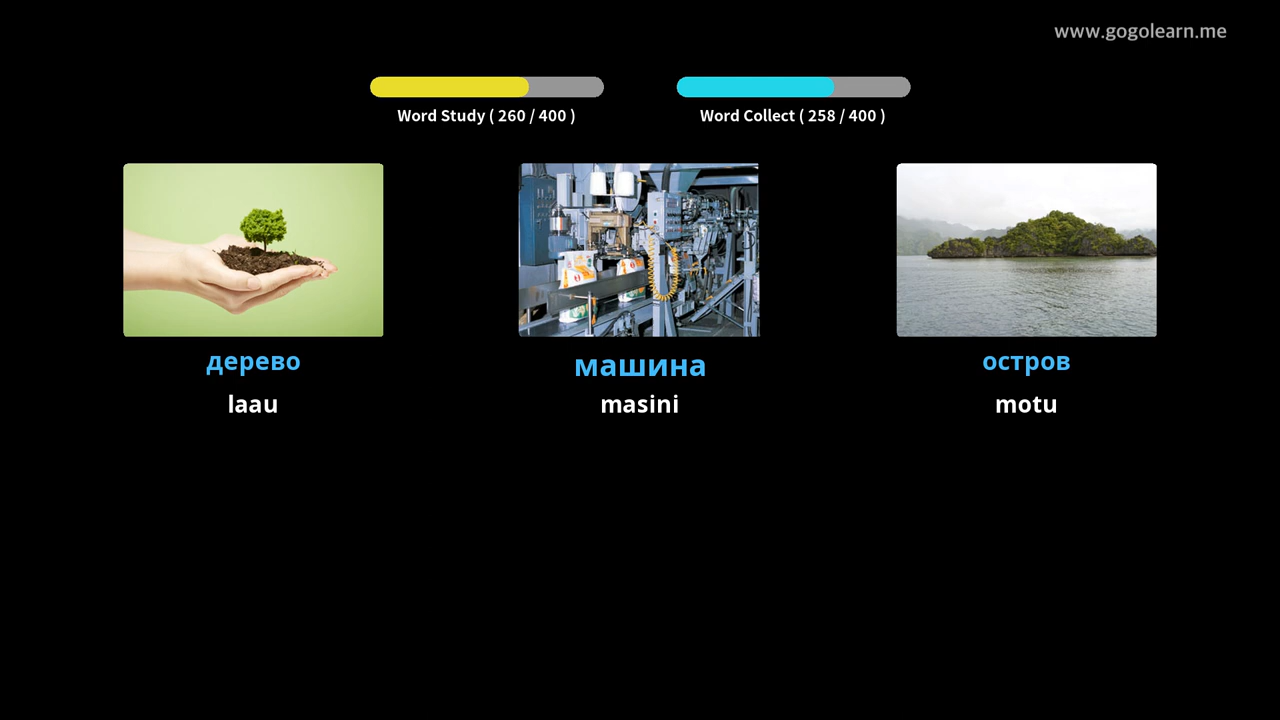 www.gogolearn.me
Word Study ( 260 / 400 )
Word Collect ( 258 / 400 )
дерево
машина
остров
laau
masini
motu